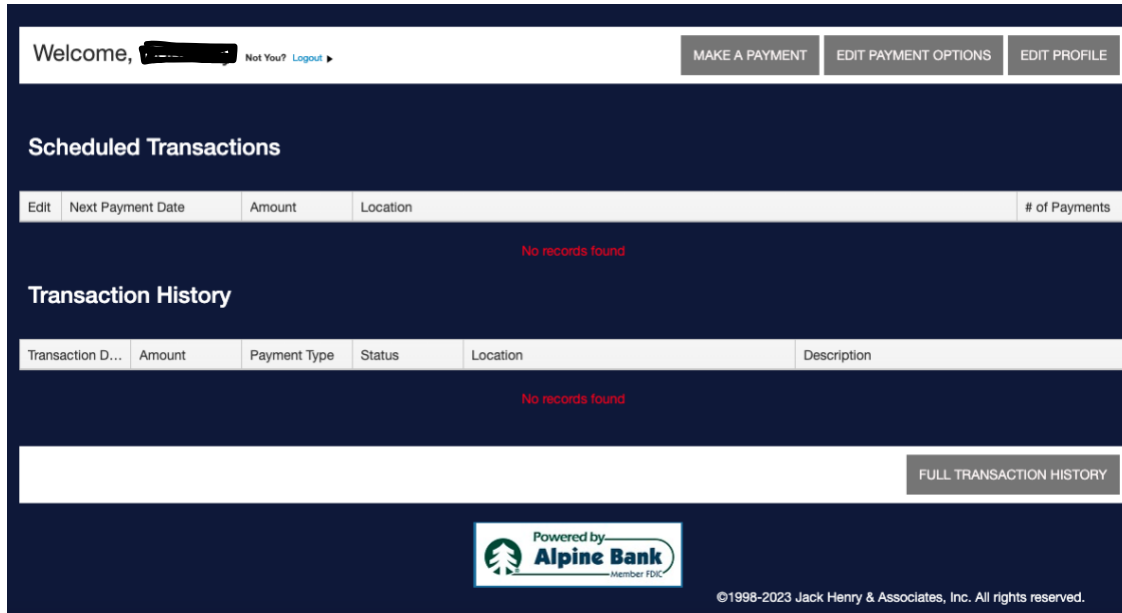 Welcome, Not You? Logout ▶
MAKE A PAYMENT EDIT PAYMENT OPTIONS EDIT PROFILE
Scheduled Transactions
Edit Next Payment Date Amount Location # of Payments
No records found
Transaction History
Transaction D... Amount Payment Type Status Location Description
No records found
FULL TRANSACTION HISTORY
Powered by
Alpine Bank
Member FDIC
©1998-2023 Jack Henry & Associates, Inc. All rights reserved.